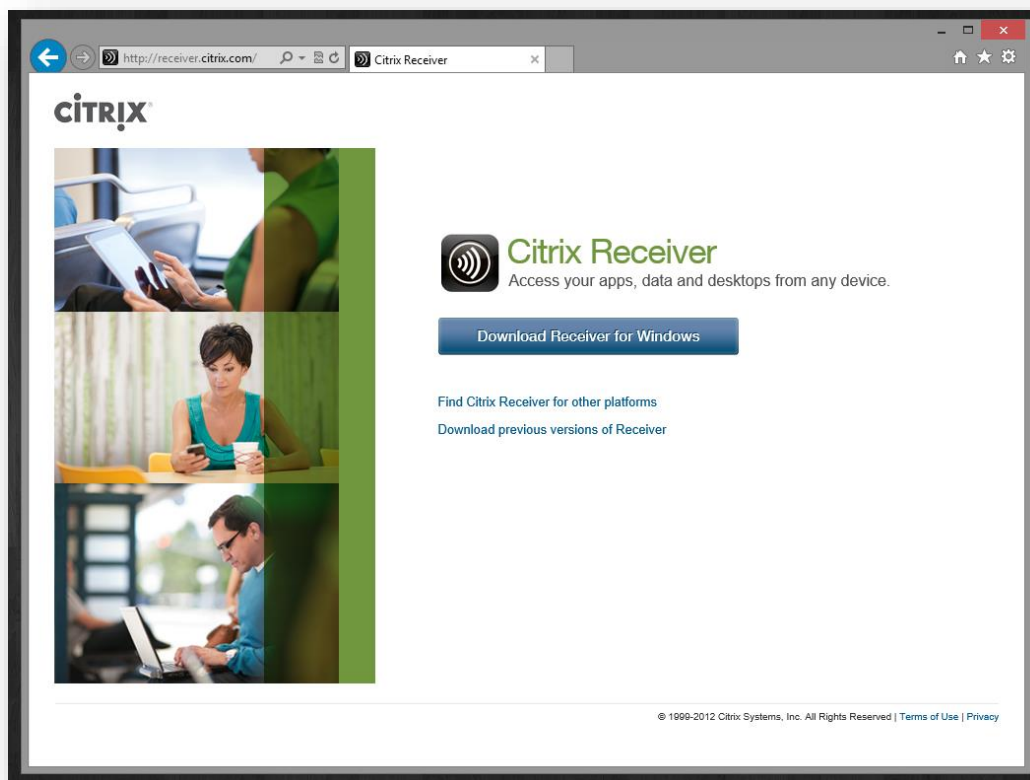 http://receiver.citrix.com/
Citrix Receiver
CİTRIX®
Citrix Receiver
Access your apps, data and desktops from any device.
Download Receiver for Windows
Find Citrix Receiver for other platforms
Download previous versions of Receiver
© 1999-2012 Citrix Systems, Inc. All Rights Reserved | Terms of Use | Privacy